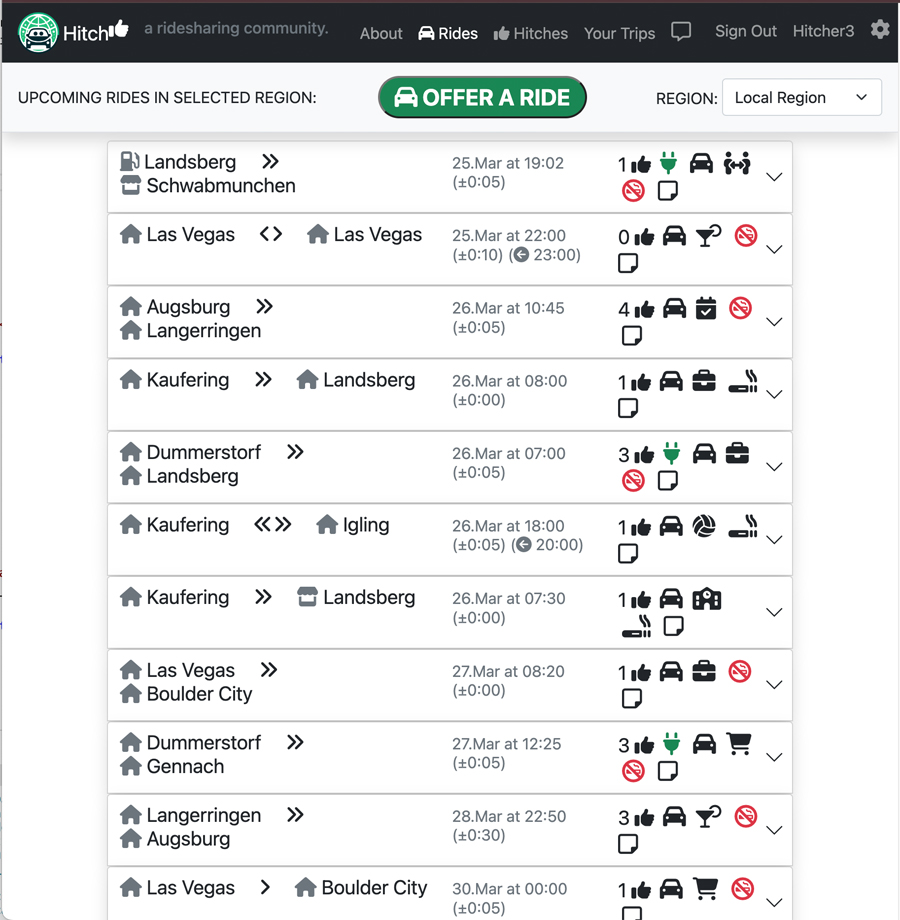 Hitch
a ridesharing community.
About
Rides
Hitches
Your Trips
Sign Out
Hitcher3
UPCOMING RIDES IN SELECTED REGION:
OFFER A RIDE
REGION:
Local Region
Landsberg » 25.Mar at 19:02 1
Schwabmunchen (±0:05)
Las Vegas <> Las Vegas 25.Mar at 22:00 0
(±0:10) (23:00)
Augsburg » 26.Mar at 10:45 4
Langerringen (±0:05)
Kaufering » Landsberg 26.Mar at 08:00 1
(±0:00)
Dummerstorf » 26.Mar at 07:00 3
Landsberg (±0:05)
Kaufering «» Igling 26.Mar at 18:00 1
(±0:05) (20:00)
Kaufering » Landsberg 26.Mar at 07:30 1
(±0:00)
Las Vegas » 27.Mar at 08:20 1
Boulder City (±0:00)
Dummerstorf » 27.Mar at 12:25 3
Gennach (±0:05)
Langerringen » 28.Mar at 22:50 3
Augsburg (±0:30)
Las Vegas > Boulder City 30.Mar at 00:00 1
(±0:05)